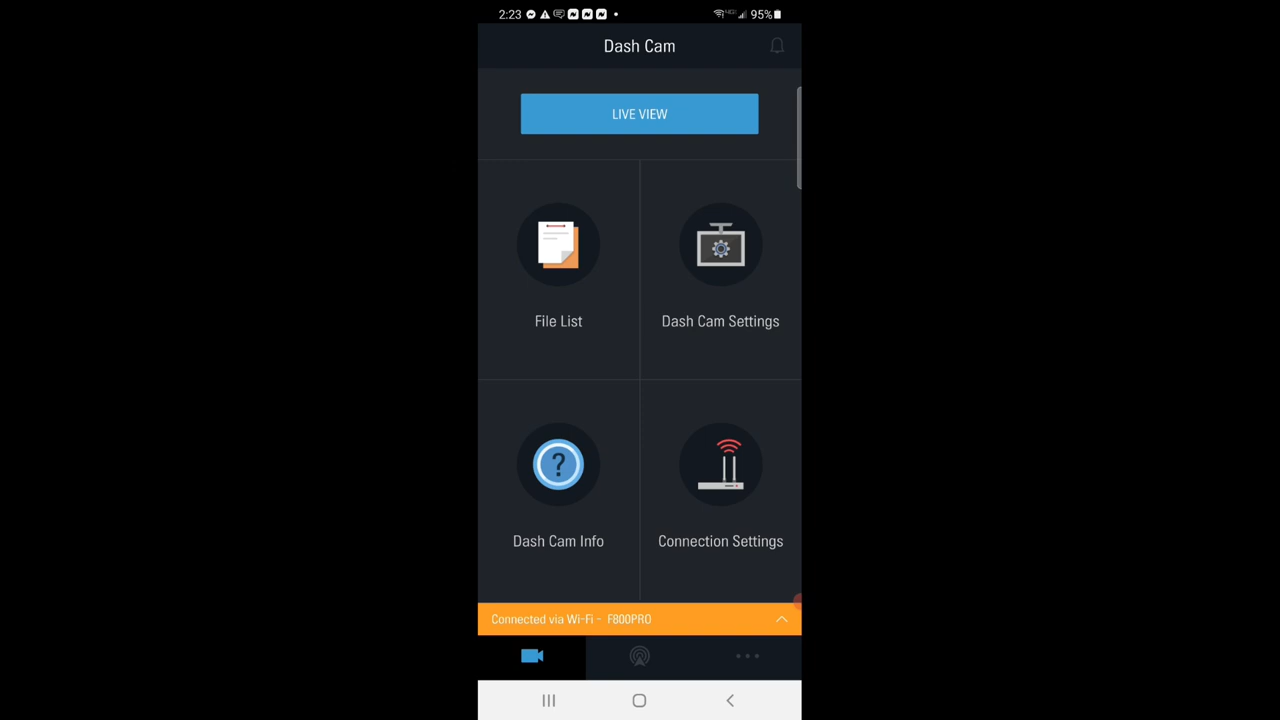 2:23 95%
Dash Cam
LIVE VIEW
File List
Dash Cam Settings
?
Dash Cam Info
Connection Settings
Connected via Wi-Fi - F800PRO